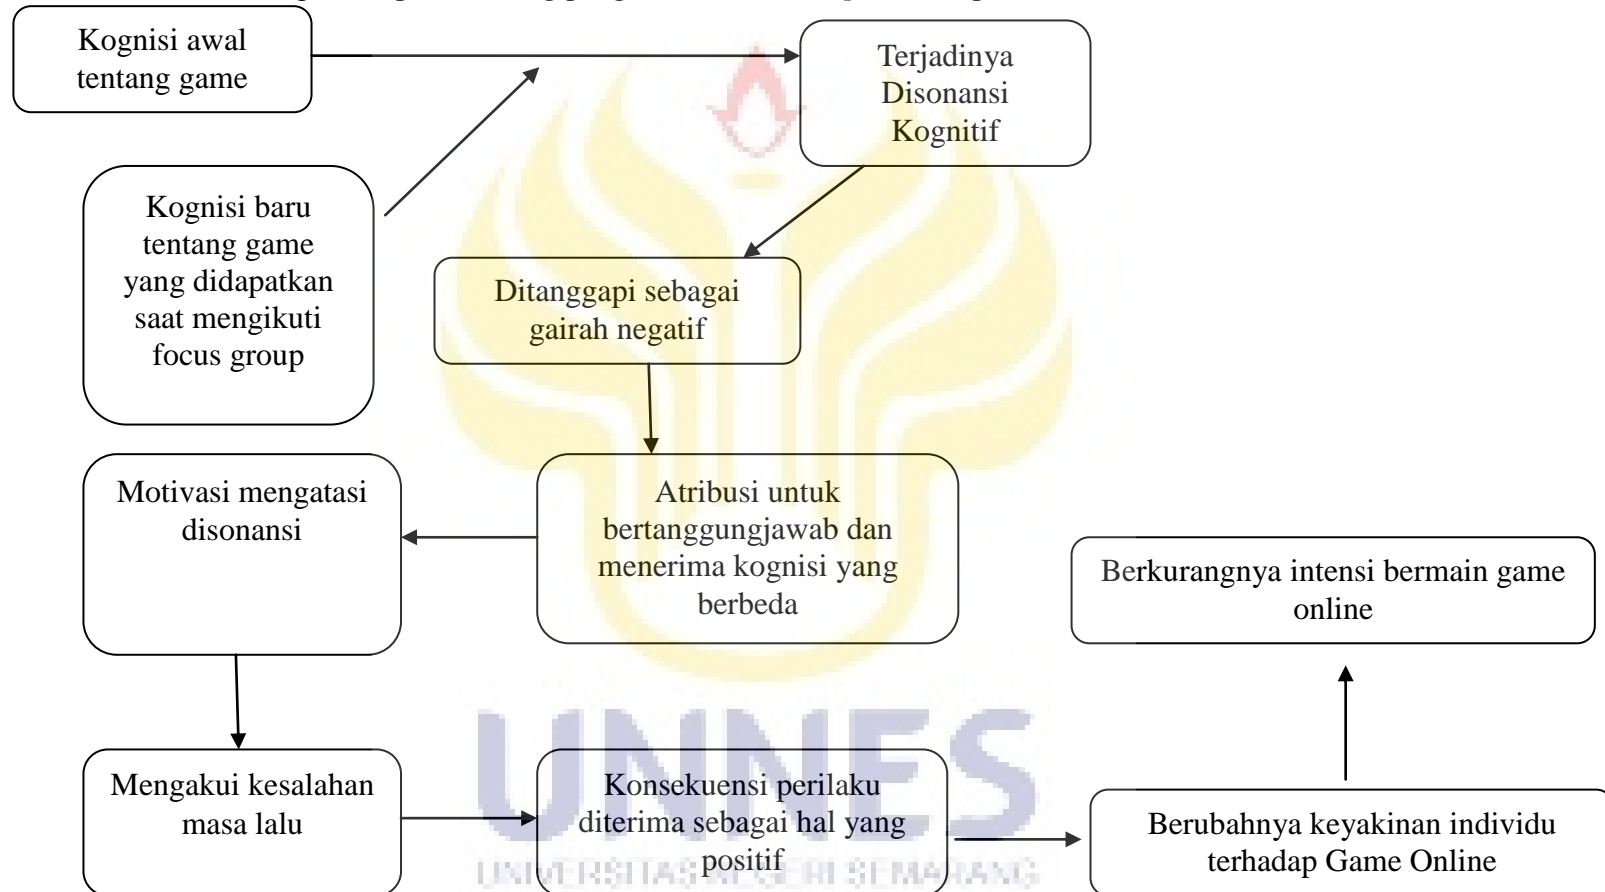 Kognisi awal
tentang game
Terjadinya
Disonansi
Kognitif
Kognisi baru
tentang game
yang didapatkan
saat mengikuti
focus group
Ditanggapi sebagai
gairah negatif
Motivasi mengatasi
disonansi
Atribusi untuk
bertanggungjawab dan
menerima kognisi yang
berbeda
Berkurangnya intensi bermain game
online
Mengakui kesalahan
masa lalu
Konsekuensi perilaku
diterima sebagai hal yang
positif
Berubahnya keyakinan individu
terhadap Game Online
UNNES
UNIVERSITAS NEGERI SEMARANG